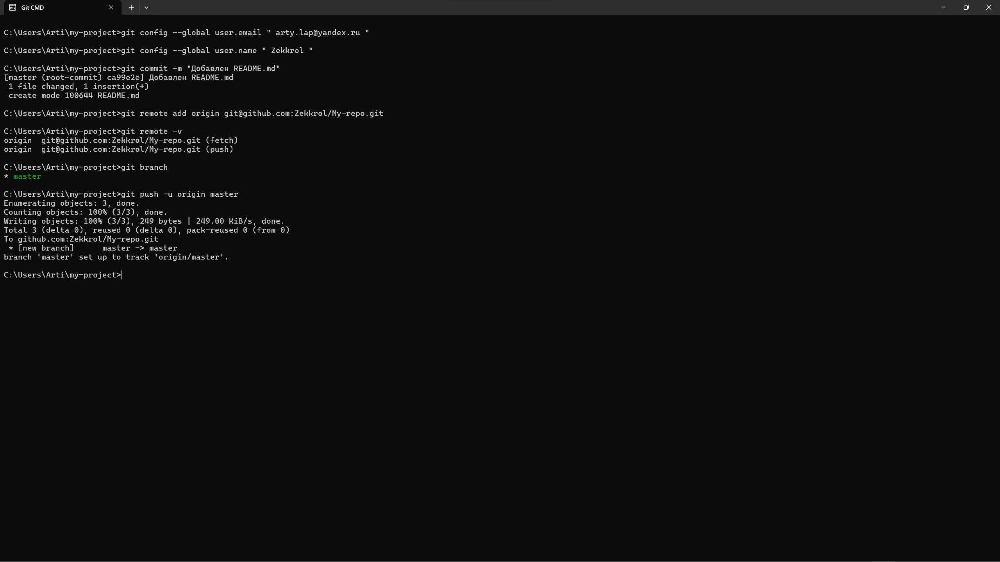 Git CMD
C:\Users\Arti\my-project>git config --global user.email " arty.lap@yandex.ru "
C:\Users\Arti\my-project>git config --global user.name " Zekkrol "
C:\Users\Arti\my-project>git commit -m "Добавлен README.md"
[master (root-commit) ca99e2e] Добавлен README.md
 1 file changed, 1 insertion(+)
 create mode 100644 README.md
C:\Users\Arti\my-project>git remote add origin git@github.com:Zekkrol/My-repo.git
C:\Users\Arti\my-project>git remote -v
origin  git@github.com:Zekkrol/My-repo.git (fetch)
origin  git@github.com:Zekkrol/My-repo.git (push)
C:\Users\Arti\my-project>git branch
* master
C:\Users\Arti\my-project>git push -u origin master
Enumerating objects: 3, done.
Counting objects: 100% (3/3), done.
Writing objects: 100% (3/3), 249 bytes | 249.00 KiB/s, done.
Total 3 (delta 0), reused 0 (delta 0), pack-reused 0 (from 0)
To github.com:Zekkrol/My-repo.git
 * [new branch]      master -> master
branch 'master' set up to track 'origin/master'.
C:\Users\Arti\my-project>